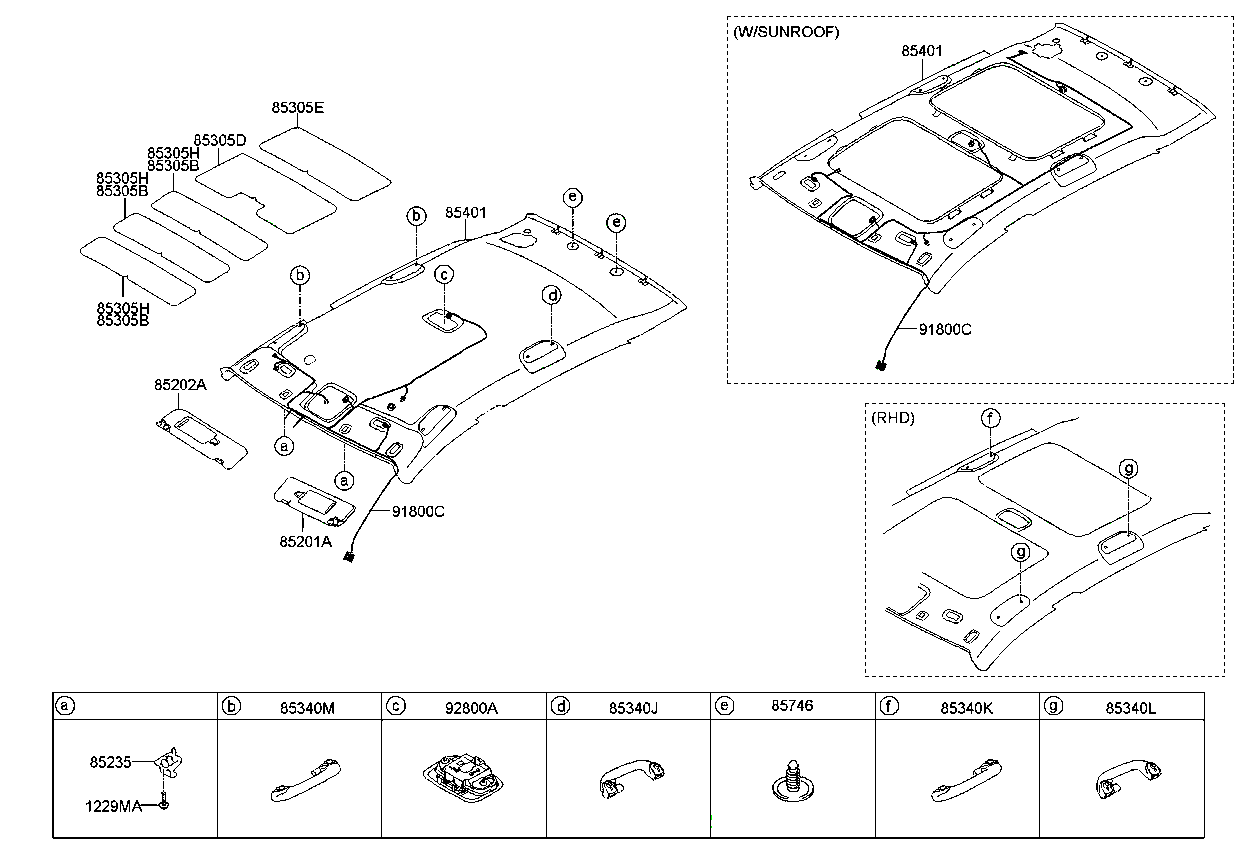 (W/SUNROOF)
85401
91800C
85305E
85305D
85305H
85305B
85305H
85305B
85305H
85305B
85401
b
e
e
b
c
d
85202A
a
a
85201A
91800C
(RHD)
f
g
g
a
b 85340M
c 92800A
d 85340J
e 85746
f 85340K
g 85340L
85235
1229MA